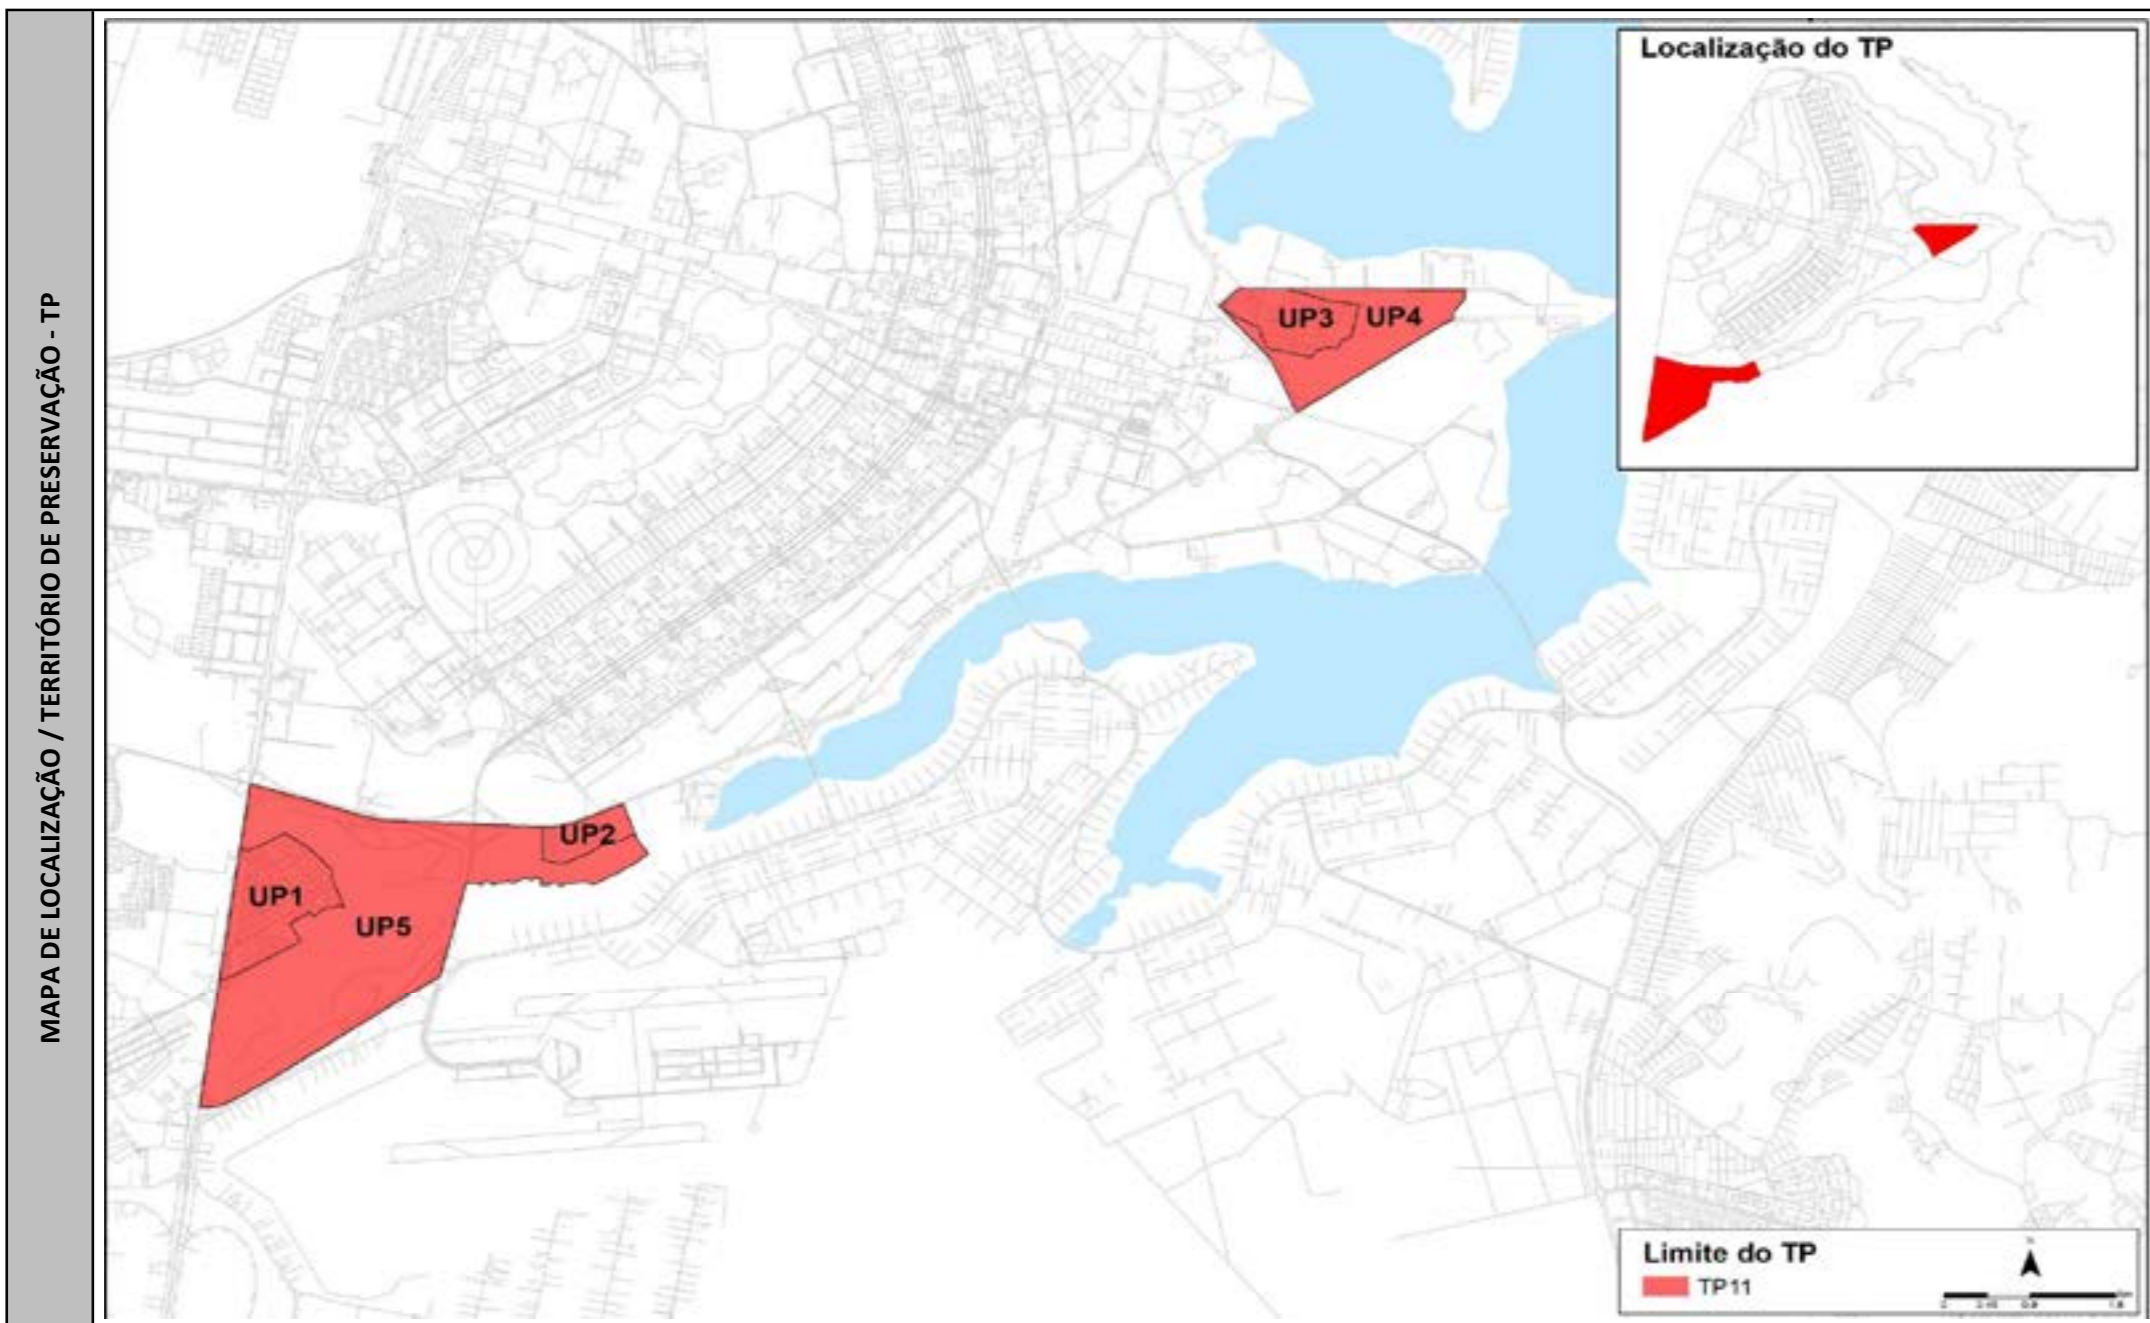 MAPA DE LOCALIZAÇÃO / TERRITÓRIO DE PRESERVAÇÃO - TP
Localização do TP
UP3 UP4
UP2
UP1
UP5
Limite do TP
TP11